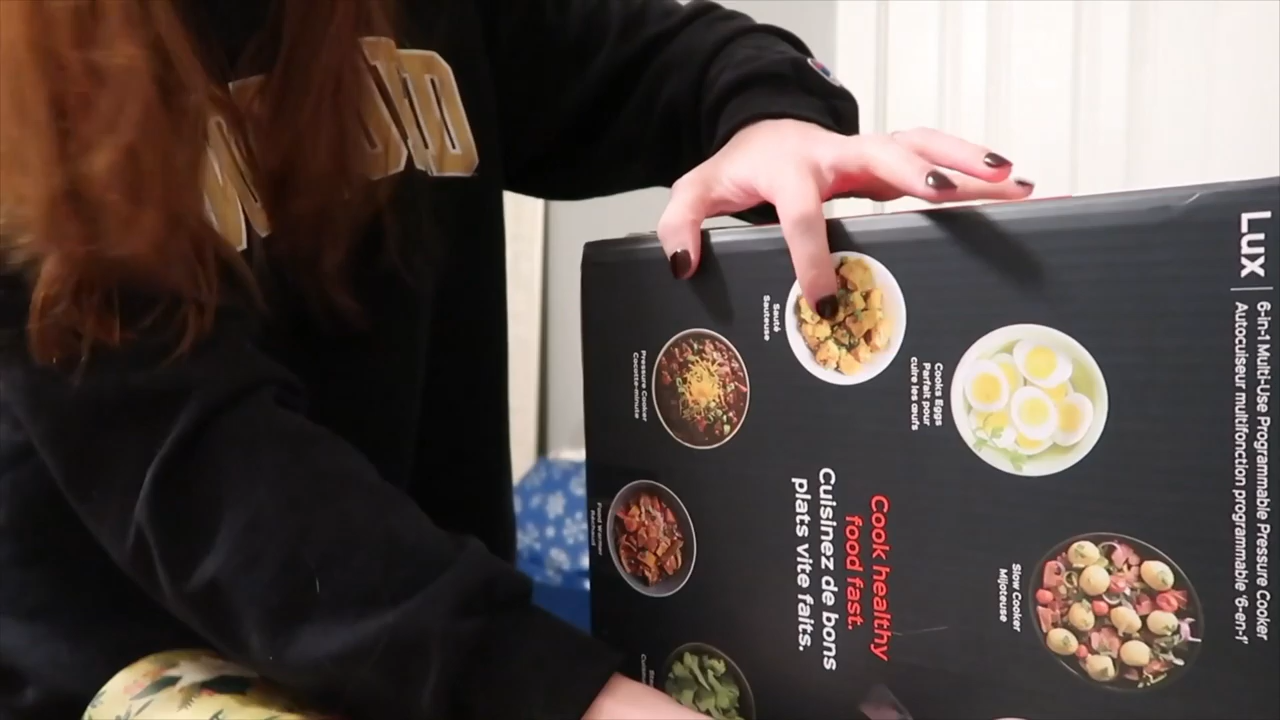 Lux
6-in-1 Multi-Use Programmable Pressure Cooker
Autocuiseur multifonction programmable '6-en-1'
Cooks Eggs
Parfait pour
cuire les œufs
Sauté
Sauteuse
Pressure Cooker
Cocotte-minute
Slow Cooker
Mijoteuse
Cook healthy
food fast.
Cuisinez de bons
plats vite faits.
Food Warmer